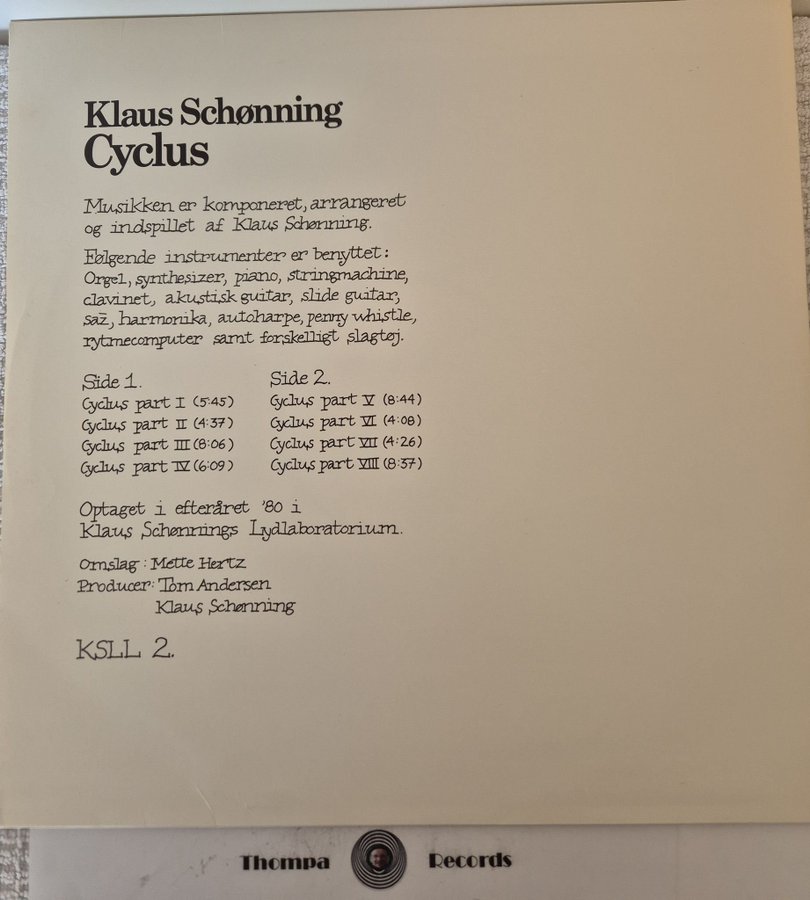 Klaus Schønning
Cyclus
Musikken er komponeret, arrangeret
og indspillet af Klaus Schønning.
Følgende instrumenter er benyttet:
Orgel, synthesizer, piano, stringmachine,
clavinet, akustisk guitar, slide guitar,
saz, harmonika, autoharpe, penny whistle,
rytmecomputer samt forskelligt slagtøj.
Side 1.
Cyclus part I (5:45)
Cyclus part II (4:37)
Cyclus part III (8:06)
Cyclus part IV (6:09)
Side 2.
Cyclus part V (8:44)
Cyclus part VI (4:08)
Cyclus part VII (4:26)
Cyclus part VIII (8:37)
Optaget i efteråret '80 i
Klaus Schønnings Lydlaboratorium.
Omslag: Mette Hertz
Producer: Tom Andersen
Klaus Schønning
KSLL 2.
Thompa Records